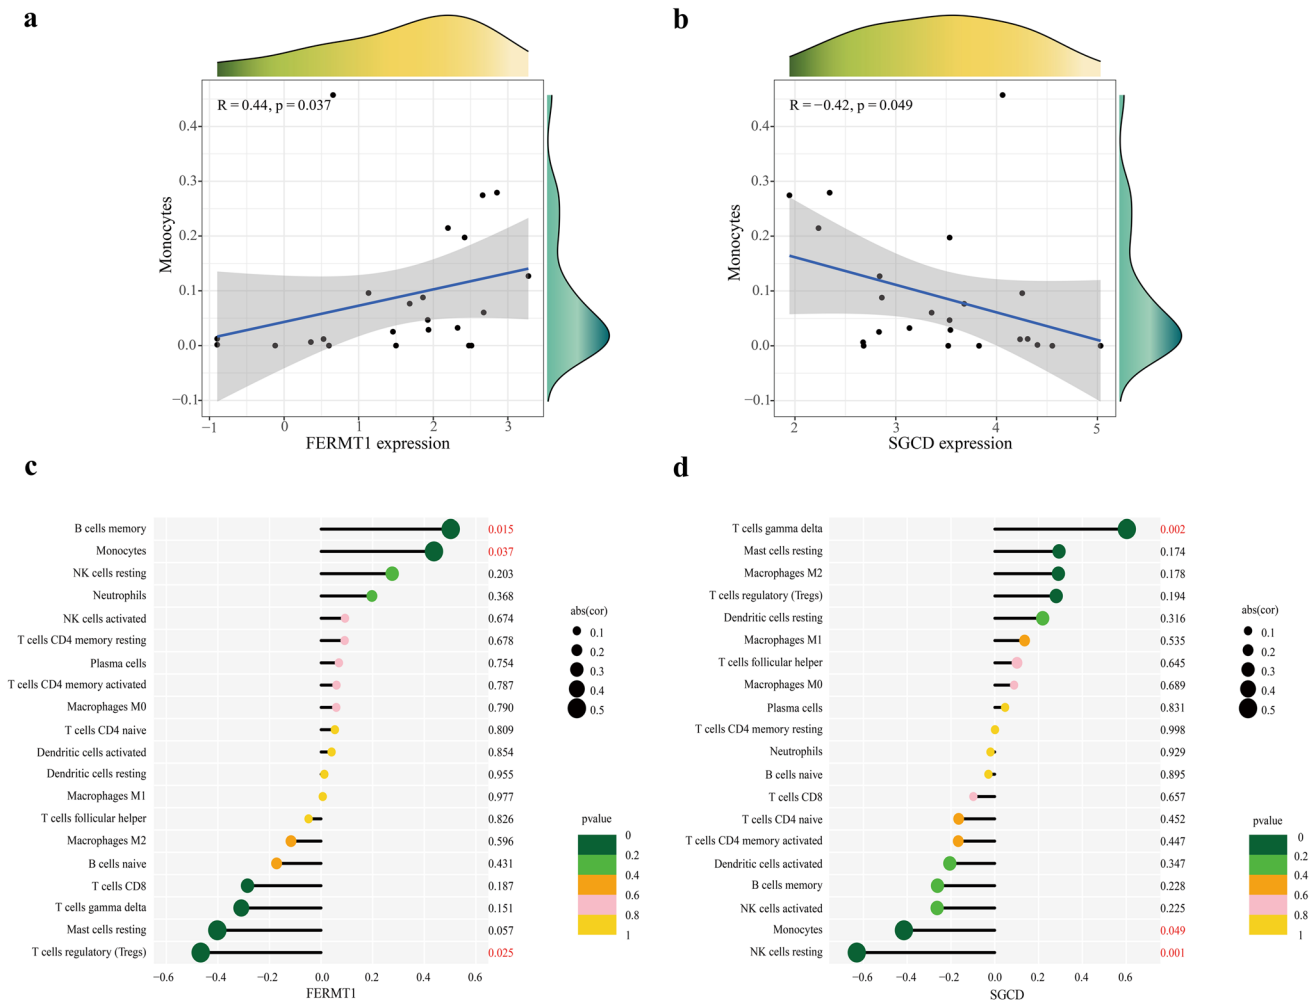 a
R = 0.44, p = 0.037
Monocytes
0.4
0.3
0.2
0.1
0.0
−0.1
−1 0 1 2 3
FERMT1 expression
b
R = −0.42, p = 0.049
Monocytes
0.4
0.3
0.2
0.1
0.0
−0.1
2 3 4 5
SGCD expression
c
B cells memory 0.015
Monocytes 0.037
NK cells resting 0.203
Neutrophils 0.368
NK cells activated 0.674
T cells CD4 memory resting 0.678
Plasma cells 0.754
T cells CD4 memory activated 0.787
Macrophages M0 0.790
T cells CD4 naive 0.809
Dendritic cells activated 0.854
Dendritic cells resting 0.955
Macrophages M1 0.977
T cells follicular helper 0.826
Macrophages M2 0.596
B cells naive 0.431
T cells CD8 0.187
T cells gamma delta 0.151
Mast cells resting 0.057
T cells regulatory (Tregs) 0.025
−0.6 −0.4 −0.2 0.0 0.2 0.4 0.6
FERMT1
abs(cor)
0.1
0.2
0.3
0.4
0.5
pvalue
0
0.2
0.4
0.6
0.8
1
d
T cells gamma delta 0.002
Mast cells resting 0.174
Macrophages M2 0.178
T cells regulatory (Tregs) 0.194
Dendritic cells resting 0.316
Macrophages M1 0.535
T cells follicular helper 0.645
Macrophages M0 0.689
Plasma cells 0.831
T cells CD4 memory resting 0.998
Neutrophils 0.929
B cells naive 0.895
T cells CD8 0.657
T cells CD4 naive 0.452
T cells CD4 memory activated 0.447
Dendritic cells activated 0.347
B cells memory 0.228
NK cells activated 0.225
Monocytes 0.049
NK cells resting 0.001
−0.6 −0.4 −0.2 0.0 0.2 0.4 0.6
SGCD
abs(cor)
0.1
0.2
0.3
0.4
0.5
pvalue
0
0.2
0.4
0.6
0.8
1